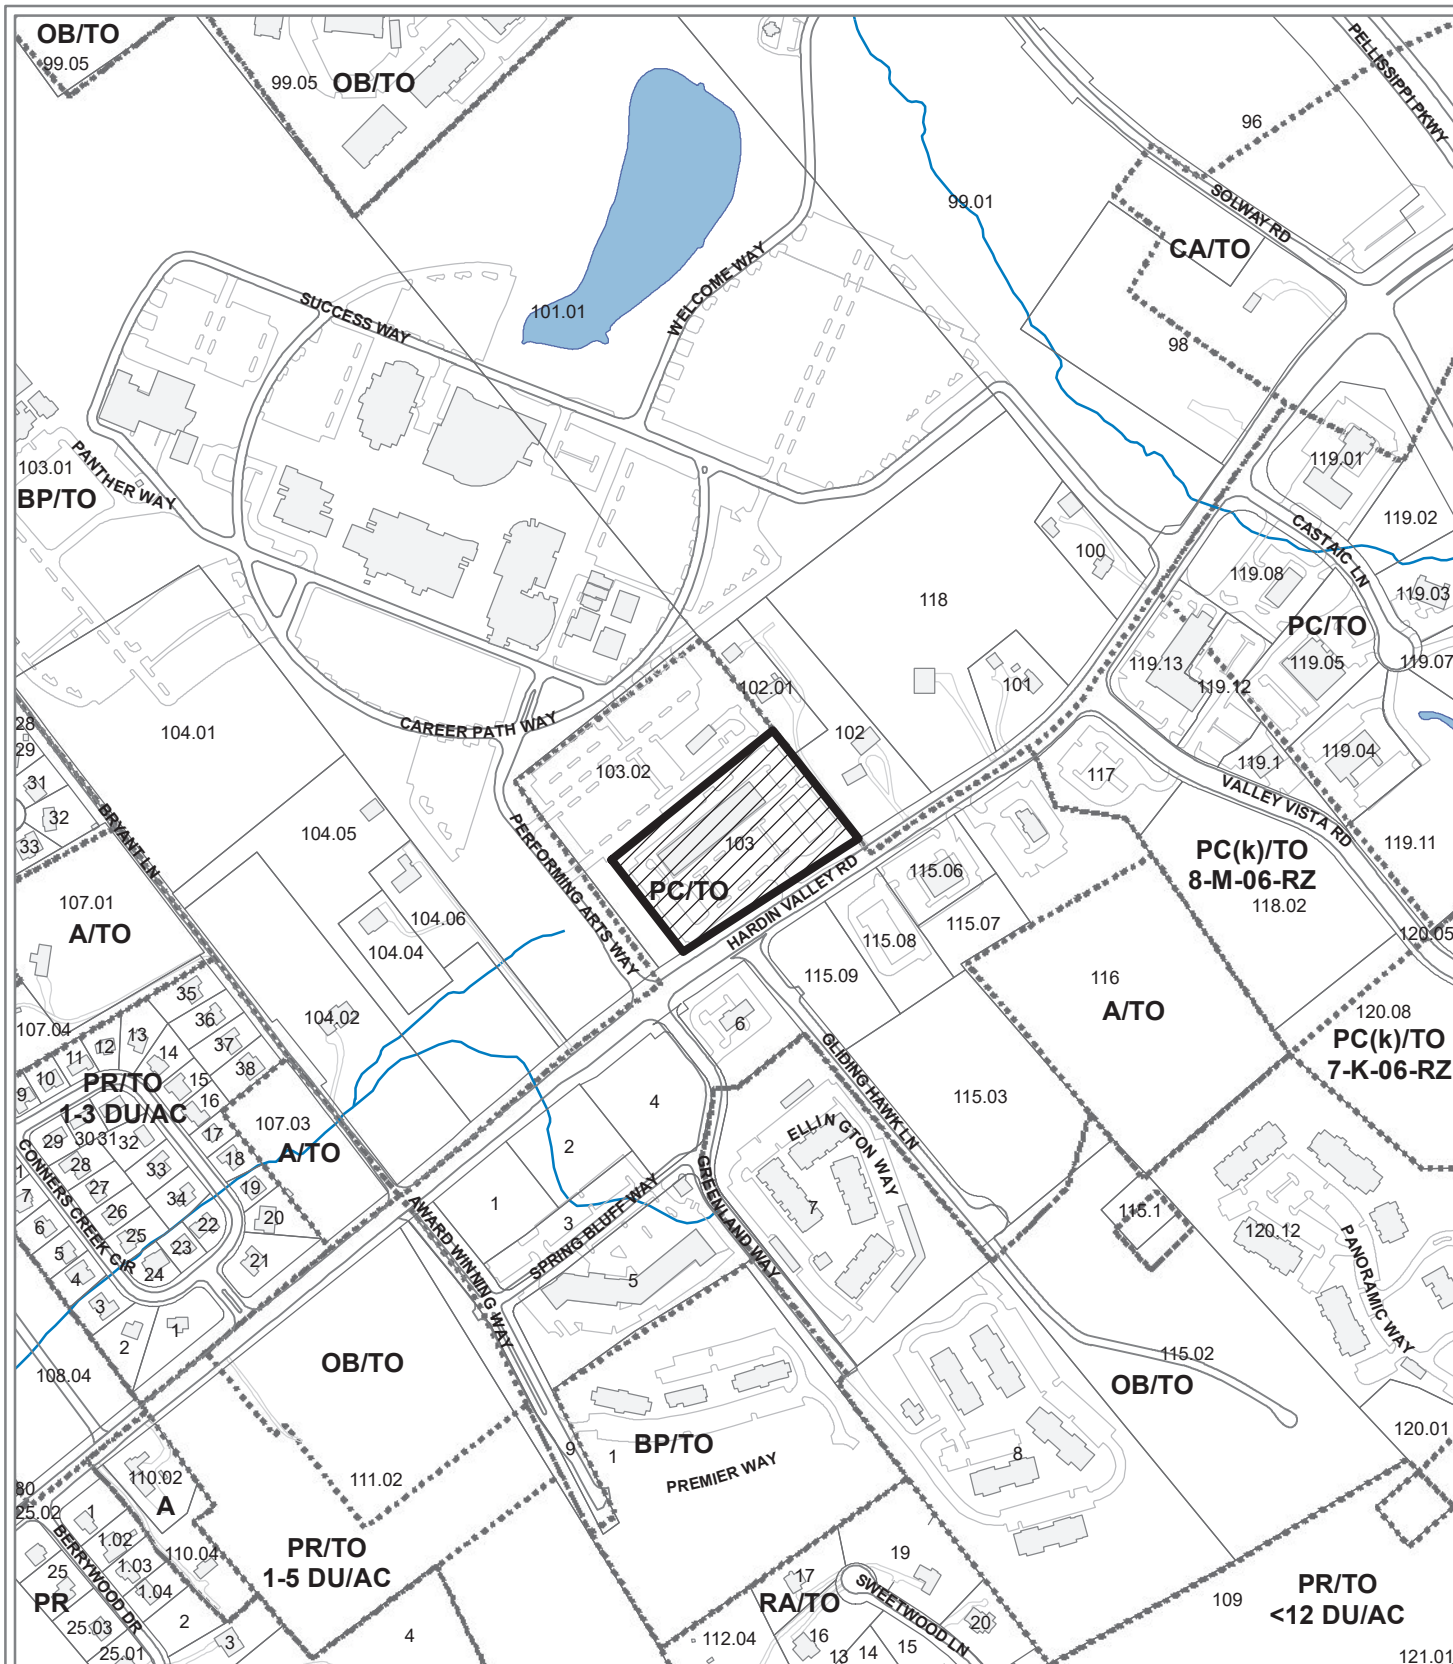 OB/TO
99.05
99.05
OB/TO
PELLISSIPPI PKWY
96
SOLWAY RD
99.01
CA/TO
WELCOME WAY
SUCCESS WAY
101.01
98
103.01
BP/TO
PANTHER WAY
119.01
119.02
CASTAIC LN
100
119.08
119.03
118
PC/TO
119.13
119.05
119.07
119.12
102.01
101
104.01
CAREER PATH WAY
102
28
29
31
32
33
103.02
117
119.1
119.04
VALLEY VISTA RD
BRYANT LN
104.05
PERFORMING ARTS WAY
103
PC/TO
HARDIN VALLEY RD
115.06
119.11
PC(k)/TO
8-M-06-RZ
118.02
107.01
A/TO
104.06
104.04
115.07
115.08
120.05
115.09
116
A/TO
35
36
104.02
107.04
13
12
11
10
9
14
37
38
6
120.08
PC(k)/TO
7-K-06-RZ
GLIDING HAWK LN
PR/TO
1-3 DU/AC
15
16
107.03
A/TO
4
ELLINGTON WAY
115.03
29
30
31
32
17
18
2
CONNERS CREEK CIR
28
33
27
34
1
7
19
GREENLAND WAY
26
6
22
20
1
3
7
115.1
5
25
23
24
21
AWARD WINNING WAY
SPRING BLUFF WAY
120.12
PANORAMIC WAY
4
3
5
2
1
108.04
OB/TO
115.02
OB/TO
120.01
BP/TO
9
1
PREMIER WAY
8
110.02
A
111.02
80
25.02
1
1.02
1.03
1.04
BERRYWOOD DR
110.04
PR/TO
1-5 DU/AC
25
PR
25.03
25.01
2
3
4
17
19
RA/TO
SWEETWOOD LN
20
112.04
16
13
14
15
109
PR/TO
<12 DU/AC
121.01